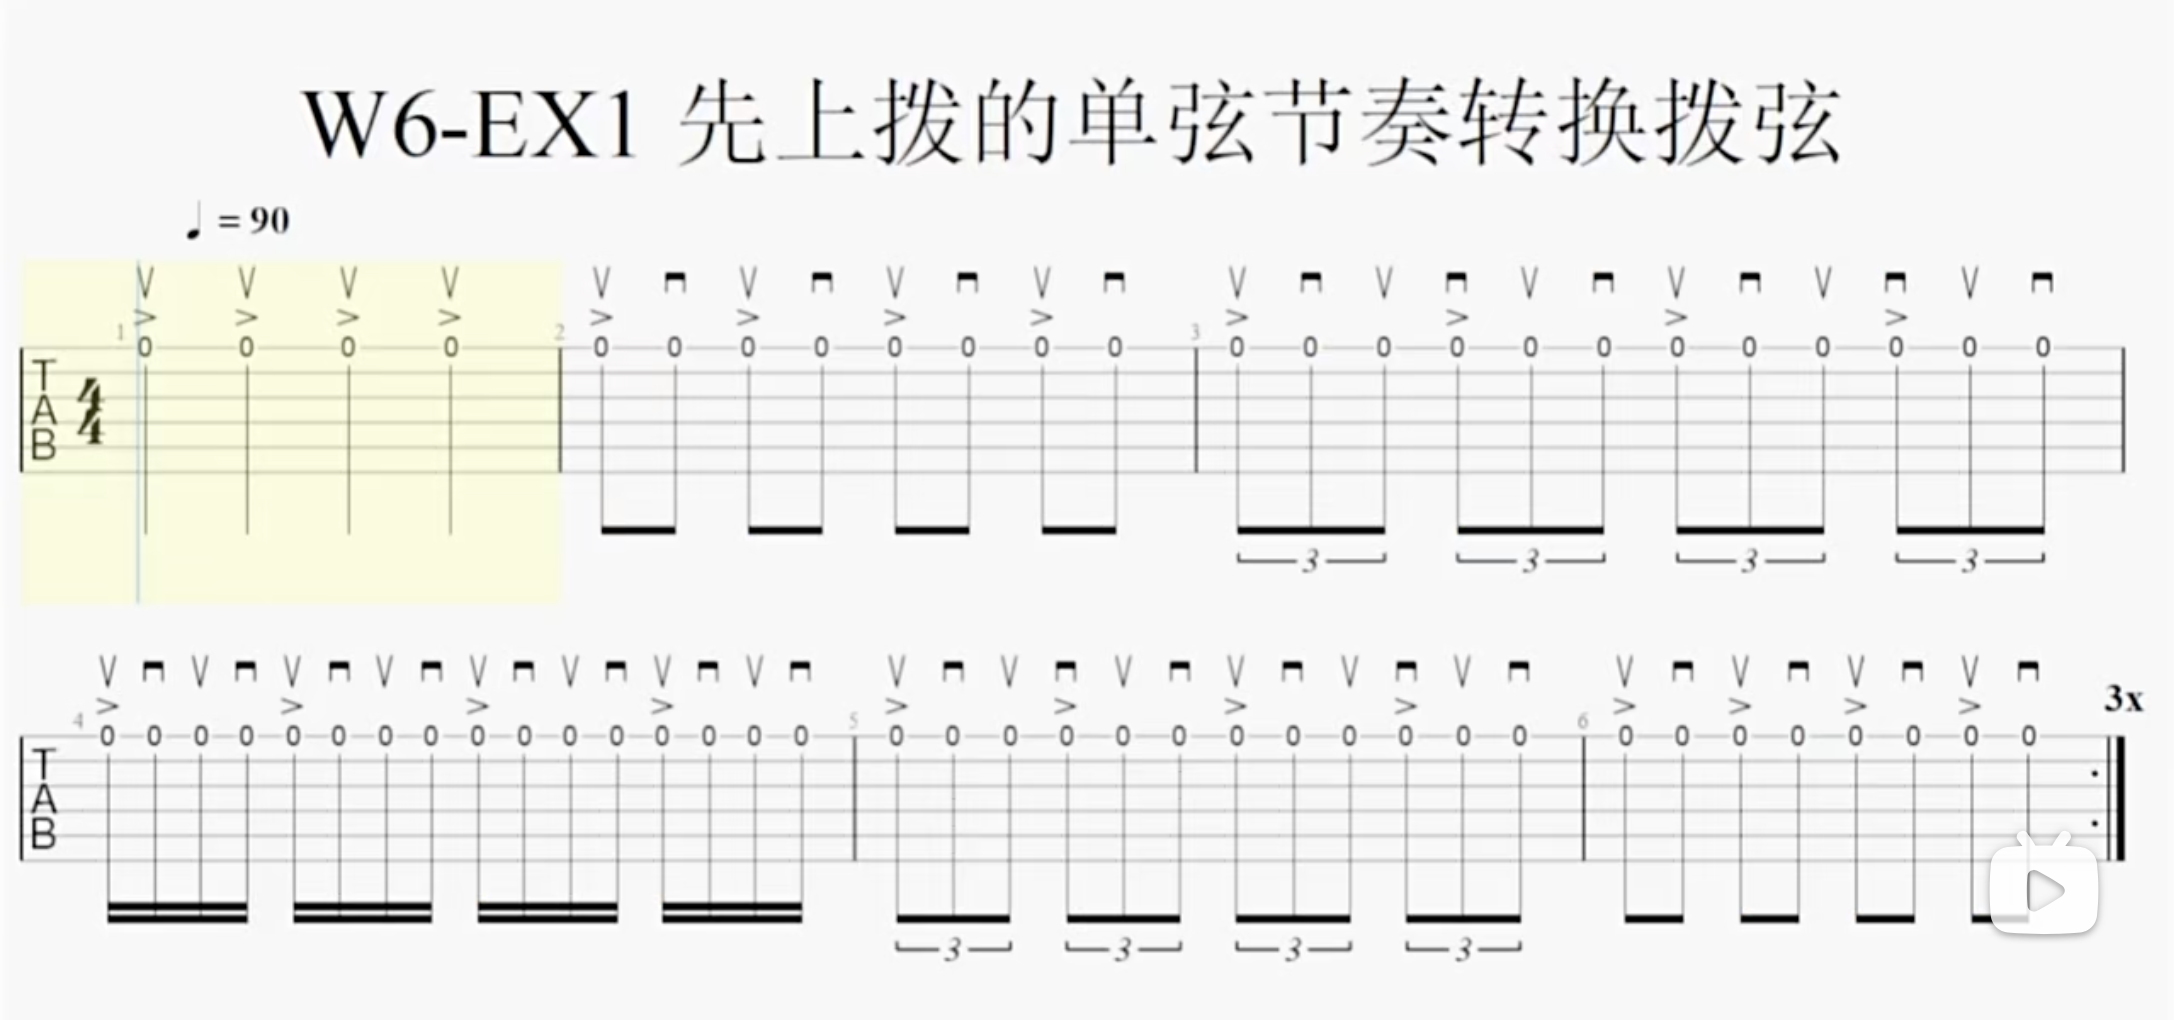 W6-EX1 先上拨的单弦节奏转换拨弦
♩ = 90
V V V V V ⊓ V ⊓ V ⊓ V ⊓ V ⊓ V ⊓ V ⊓ V ⊓ V ⊓ V ⊓
> > > > > > > > > > > >
1 0 0 0 0 2 0 0 0 0 0 0 0 0 3 0 0 0 0 0 0 0 0 0 0 0 0
T
A
B
4
4
3 3 3 3
V ⊓ V ⊓ V ⊓ V ⊓ V ⊓ V ⊓ V ⊓ V ⊓ V ⊓ V ⊓ V ⊓ V ⊓ V ⊓ V ⊓ V ⊓ V ⊓ V ⊓ V ⊓
> > > > > > > > > > > > 3x
4 0 0 0 0 0 0 0 0 0 0 0 0 0 0 0 0 5 0 0 0 0 0 0 0 0 0 0 0 0 6 0 0 0 0 0 0 0 0
T
A
B
3 3 3 3